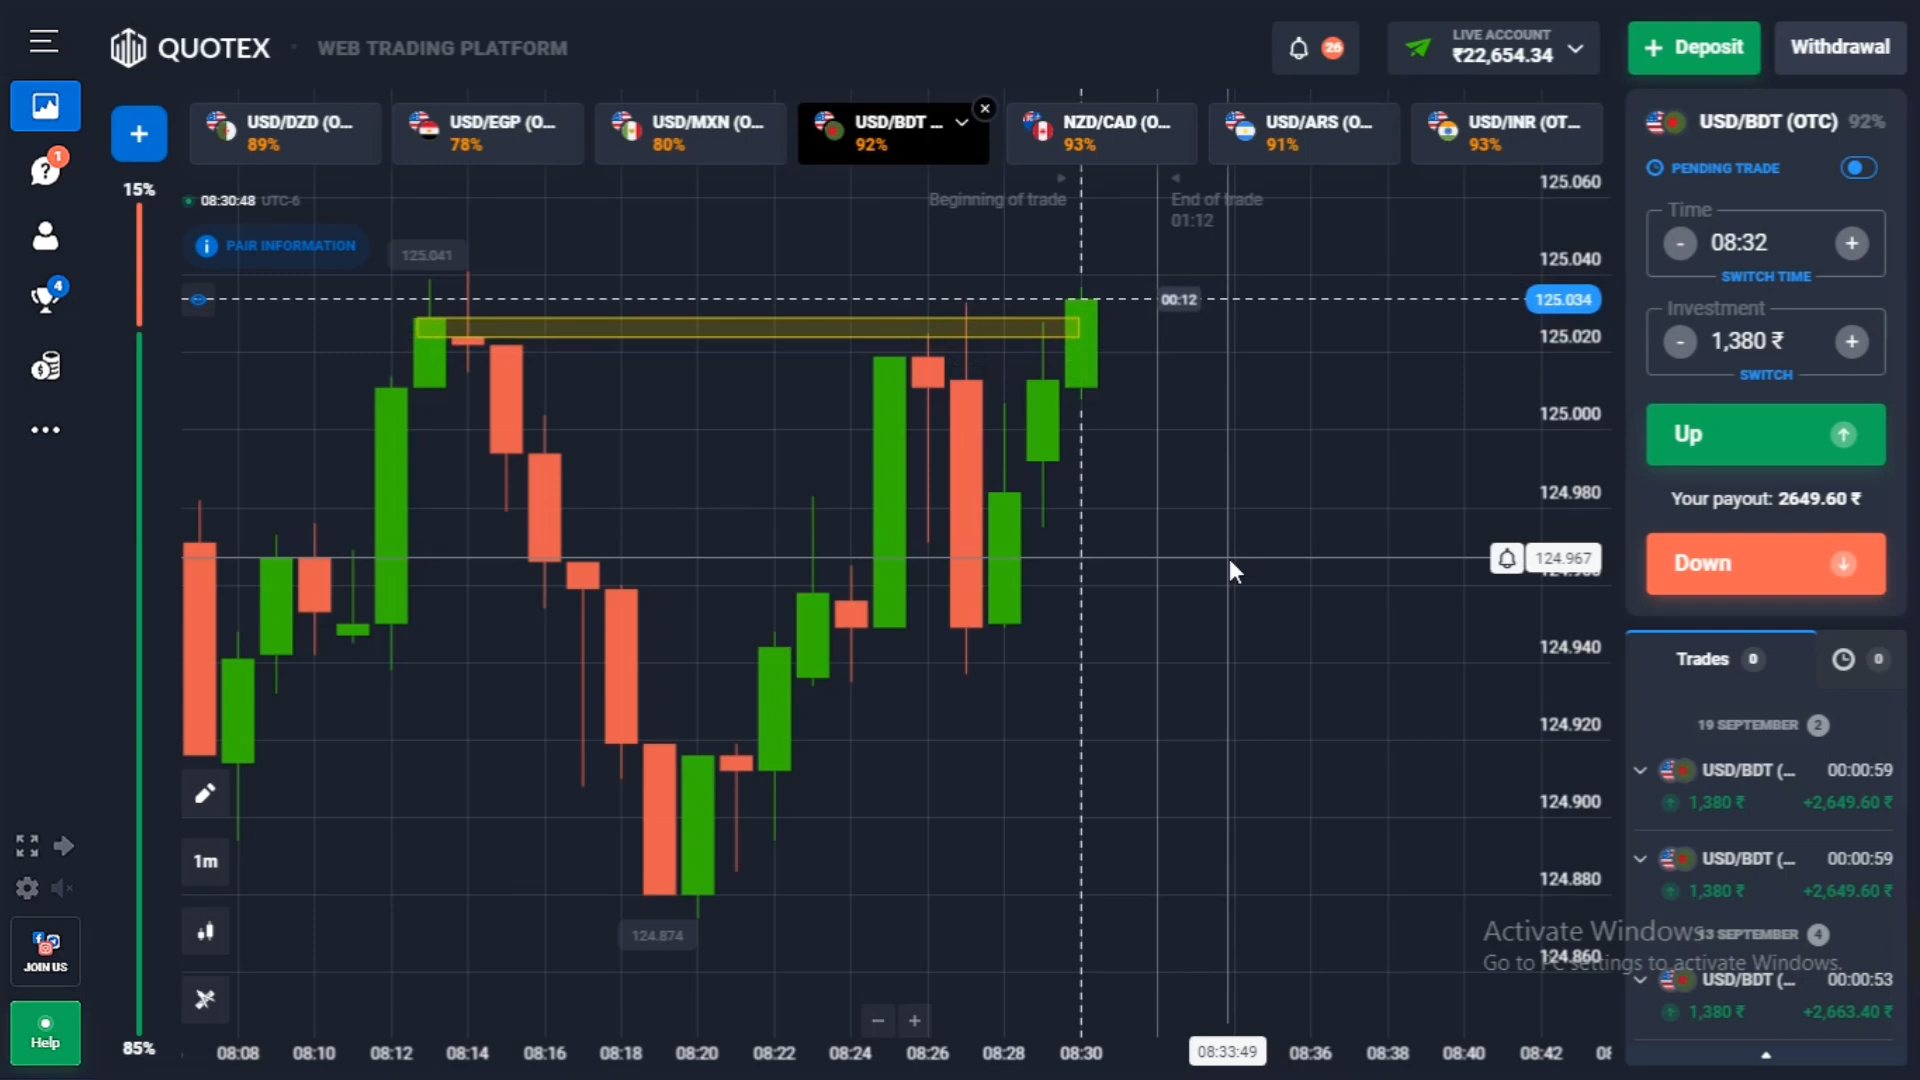 QUOTEX
WEB TRADING PLATFORM
26
LIVE ACCOUNT
₹22,654.34
+ Deposit
Withdrawal
USD/DZD (O...
89%
USD/EGP (O...
78%
USD/MXN (O...
80%
USD/BDT ...
92%
NZD/CAD (O...
93%
USD/ARS (O...
91%
USD/INR (OT...
93%
USD/BDT (OTC) 92%
PENDING TRADE
1
4
15%
85%
08:30:48 UTC-6
PAIR INFORMATION
Beginning of trade
End of trade
01:12
125.041
00:12
124.874
125.060
125.040
125.034
125.020
125.000
124.980
124.967
124.940
124.920
124.900
124.880
124.860
Time
- 08:32 +
SWITCH TIME
Investment
- 1,380 ₹ +
SWITCH
Up
Your payout: 2649.60 ₹
Down
Trades 0
0
19 SEPTEMBER 2
USD/BDT (... 00:00:59
1,380 ₹ +2,649.60 ₹
USD/BDT (... 00:00:59
1,380 ₹ +2,649.60 ₹
13 SEPTEMBER 4
USD/BDT (... 00:00:53
1,380 ₹ +2,663.40 ₹
Activate Windows
Go to PC settings to activate Windows.
1m
JOIN US
Help
08:08
08:10
08:12
08:14
08:16
08:18
08:20
08:22
08:24
08:26
08:28
08:30
08:33:49
08:36
08:38
08:40
08:42